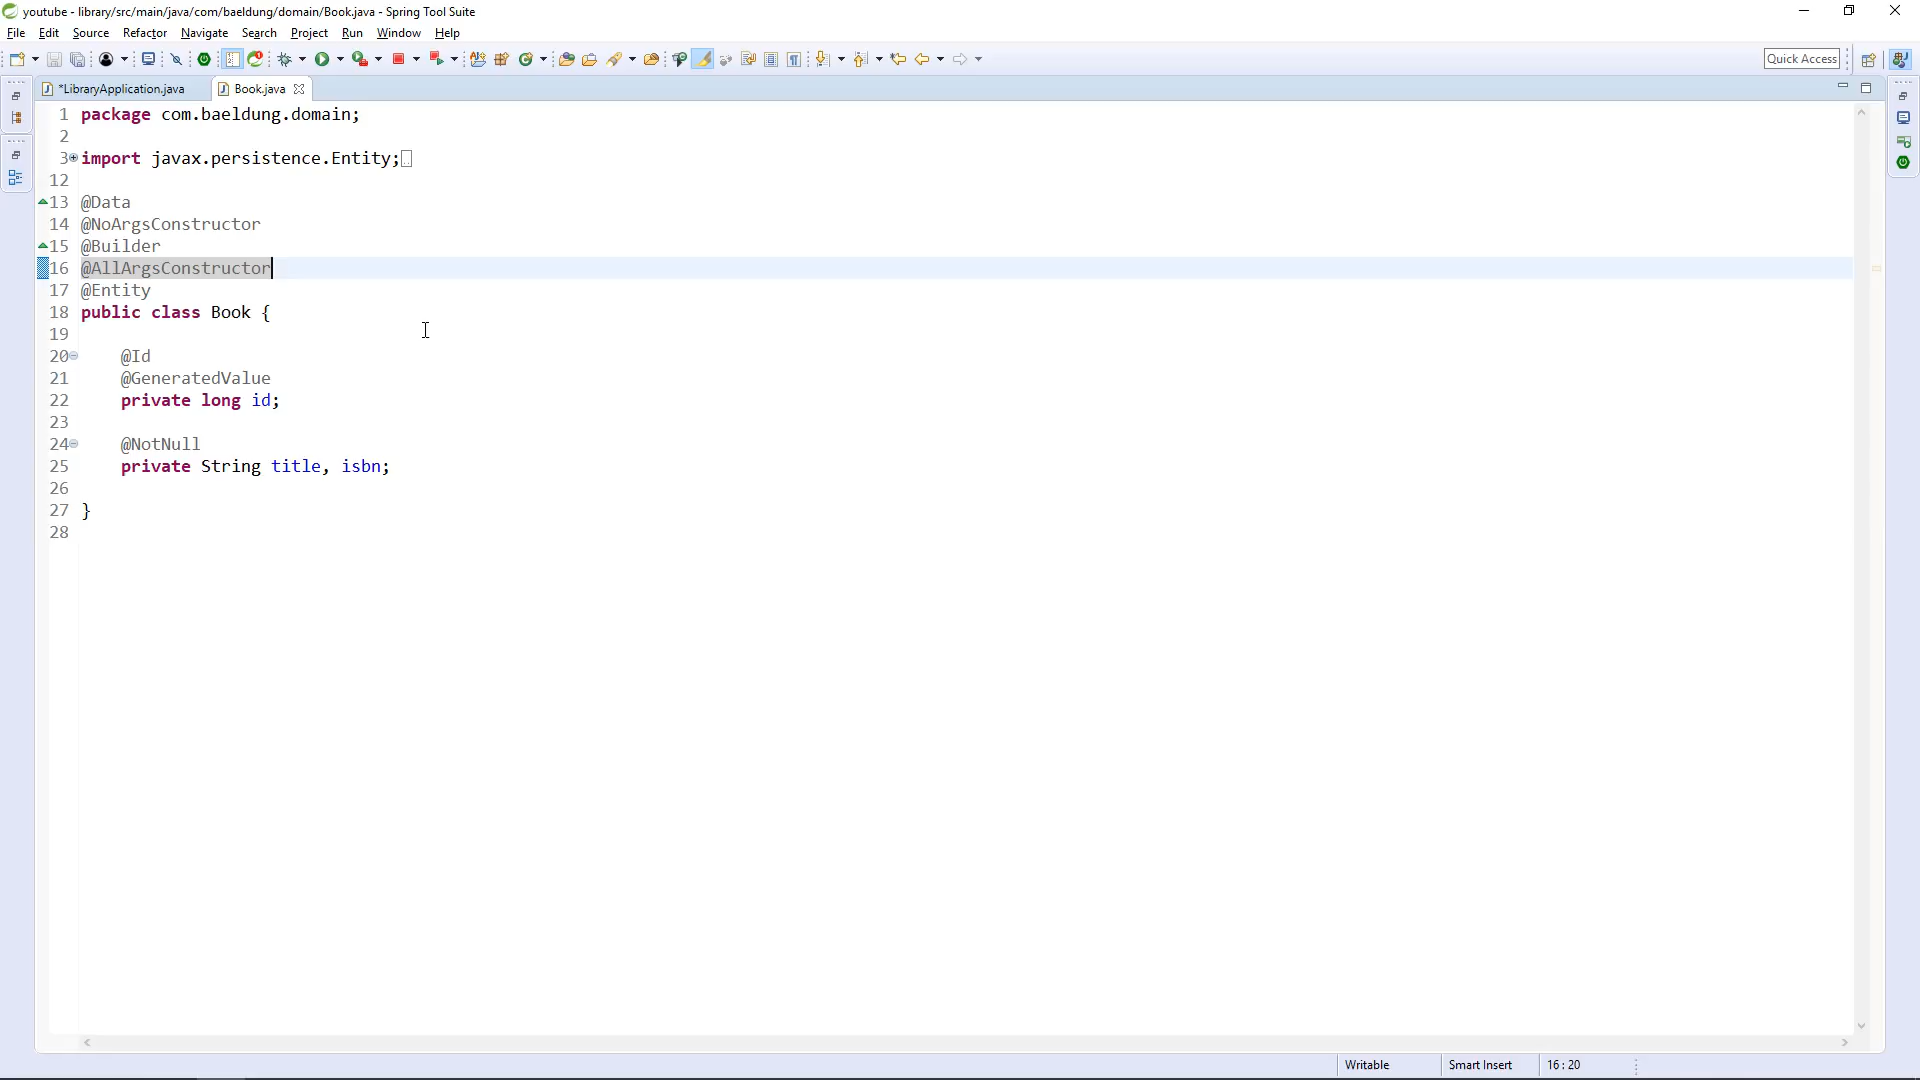 youtube - library/src/main/java/com/baeldung/domain/Book.java - Spring Tool Suite
File Edit Source Refactor Navigate Search Project Run Window Help
Quick Access
*LibraryApplication.java Book.java
1 package com.baeldung.domain;
2
3 import javax.persistence.Entity;
12
13 @Data
14 @NoArgsConstructor
15 @Builder
16 @AllArgsConstructor
17 @Entity
18 public class Book {
19
20 @Id
21 @GeneratedValue
22 private long id;
23
24 @NotNull
25 private String title, isbn;
26
27 }
28
Writable Smart Insert 16 : 20